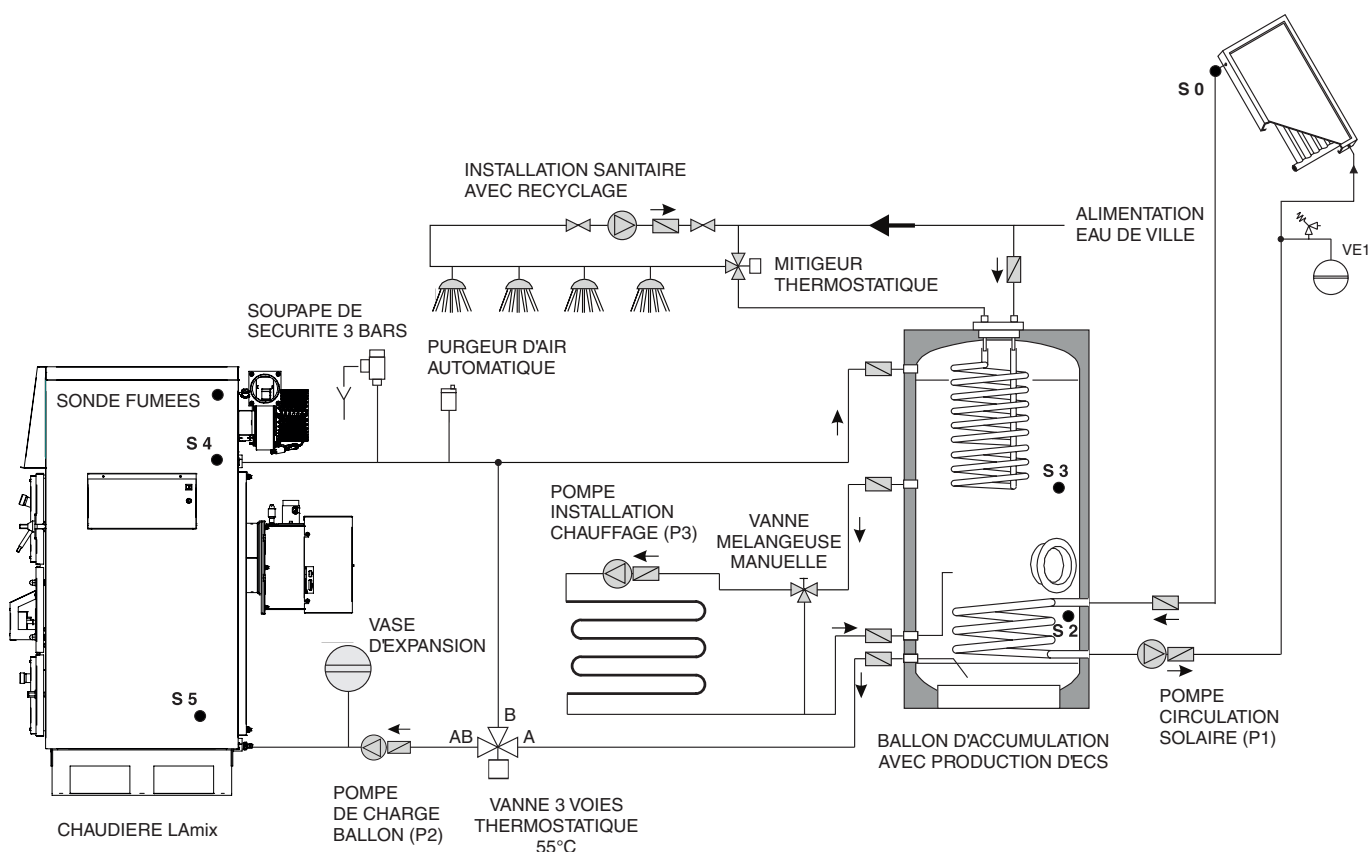 S 0
INSTALLATION SANITAIRE
AVEC RECYCLAGE
ALIMENTATION
EAU DE VILLE
VE1
MITIGEUR
THERMOSTATIQUE
SOUPAPE DE
SECURITE 3 BARS
PURGEUR D'AIR
AUTOMATIQUE
SONDE FUMEES
S 4
S 3
POMPE
INSTALLATION
CHAUFFAGE (P3)
VANNE
MELANGEUSE
MANUELLE
VASE
D'EXPANSION
S 2
S 5
B
AB
A
POMPE
CIRCULATION
SOLAIRE (P1)
BALLON D'ACCUMULATION
AVEC PRODUCTION D'ECS
POMPE
DE CHARGE
BALLON (P2)
VANNE 3 VOIES
THERMOSTATIQUE
55°C
CHAUDIERE LAmix